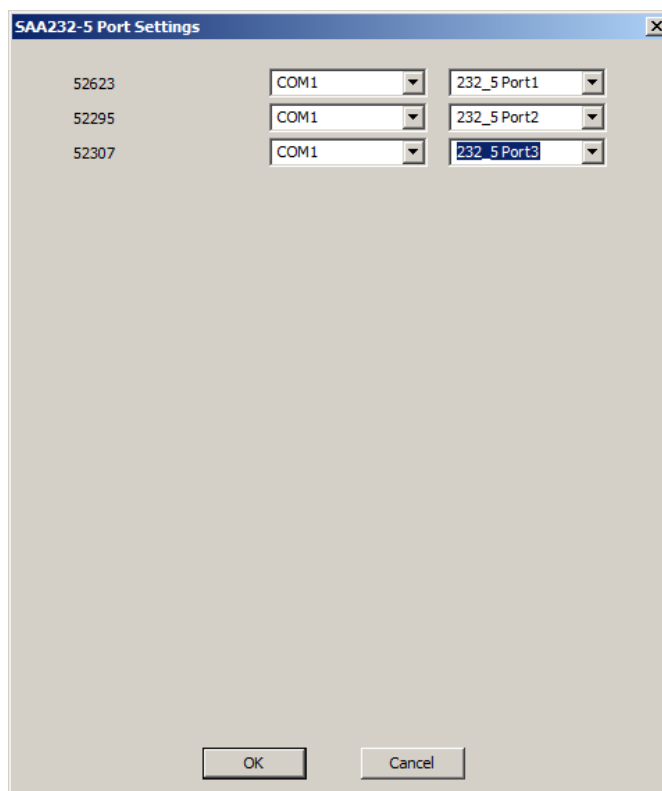 SAA232-5 Port Settings
52623 COM1 232_5 Port1
52295 COM1 232_5 Port2
52307 COM1 232_5 Port3
OK Cancel